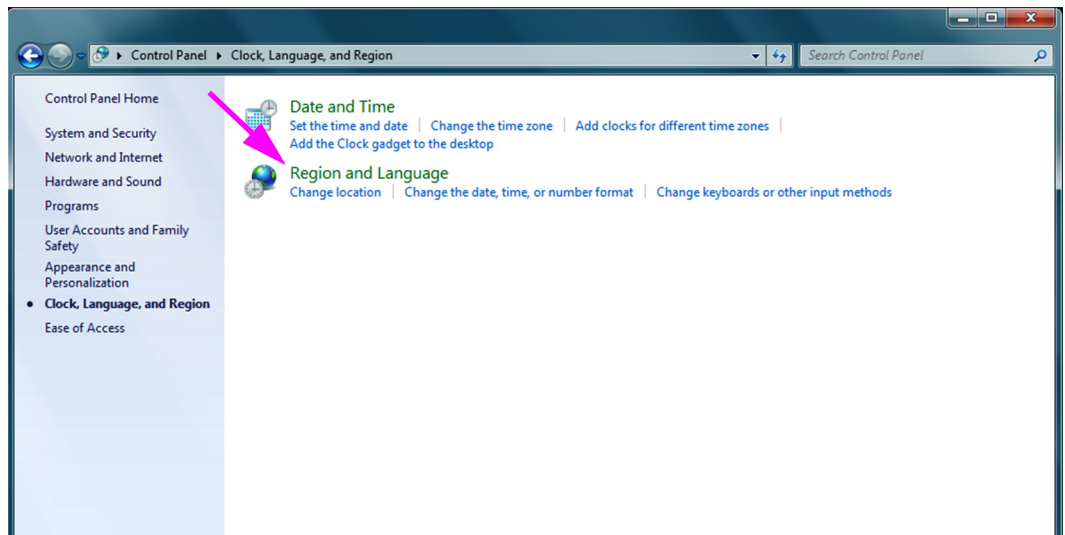 Control Panel ▸ Clock, Language, and Region
Search Control Panel
Control Panel Home
System and Security
Network and Internet
Hardware and Sound
Programs
User Accounts and Family
Safety
Appearance and
Personalization
Clock, Language, and Region
Ease of Access
Date and Time
Set the time and date | Change the time zone | Add clocks for different time zones |
Add the Clock gadget to the desktop
Region and Language
Change location | Change the date, time, or number format | Change keyboards or other input methods